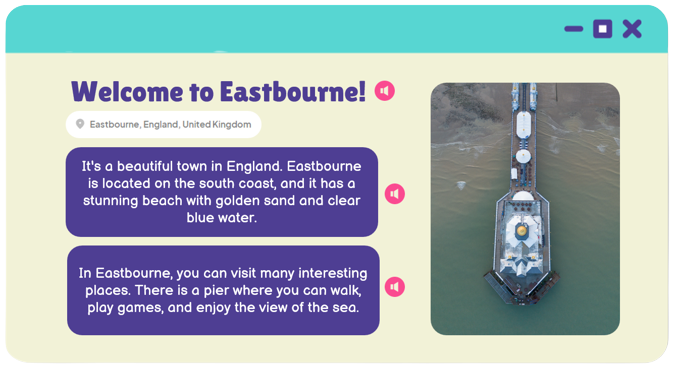 Welcome to Eastbourne!
Eastbourne, England, United Kingdom
It's a beautiful town in England. Eastbourne
is located on the south coast, and it has a
stunning beach with golden sand and clear
blue water.
In Eastbourne, you can visit many interesting
places. There is a pier where you can walk,
play games, and enjoy the view of the sea.